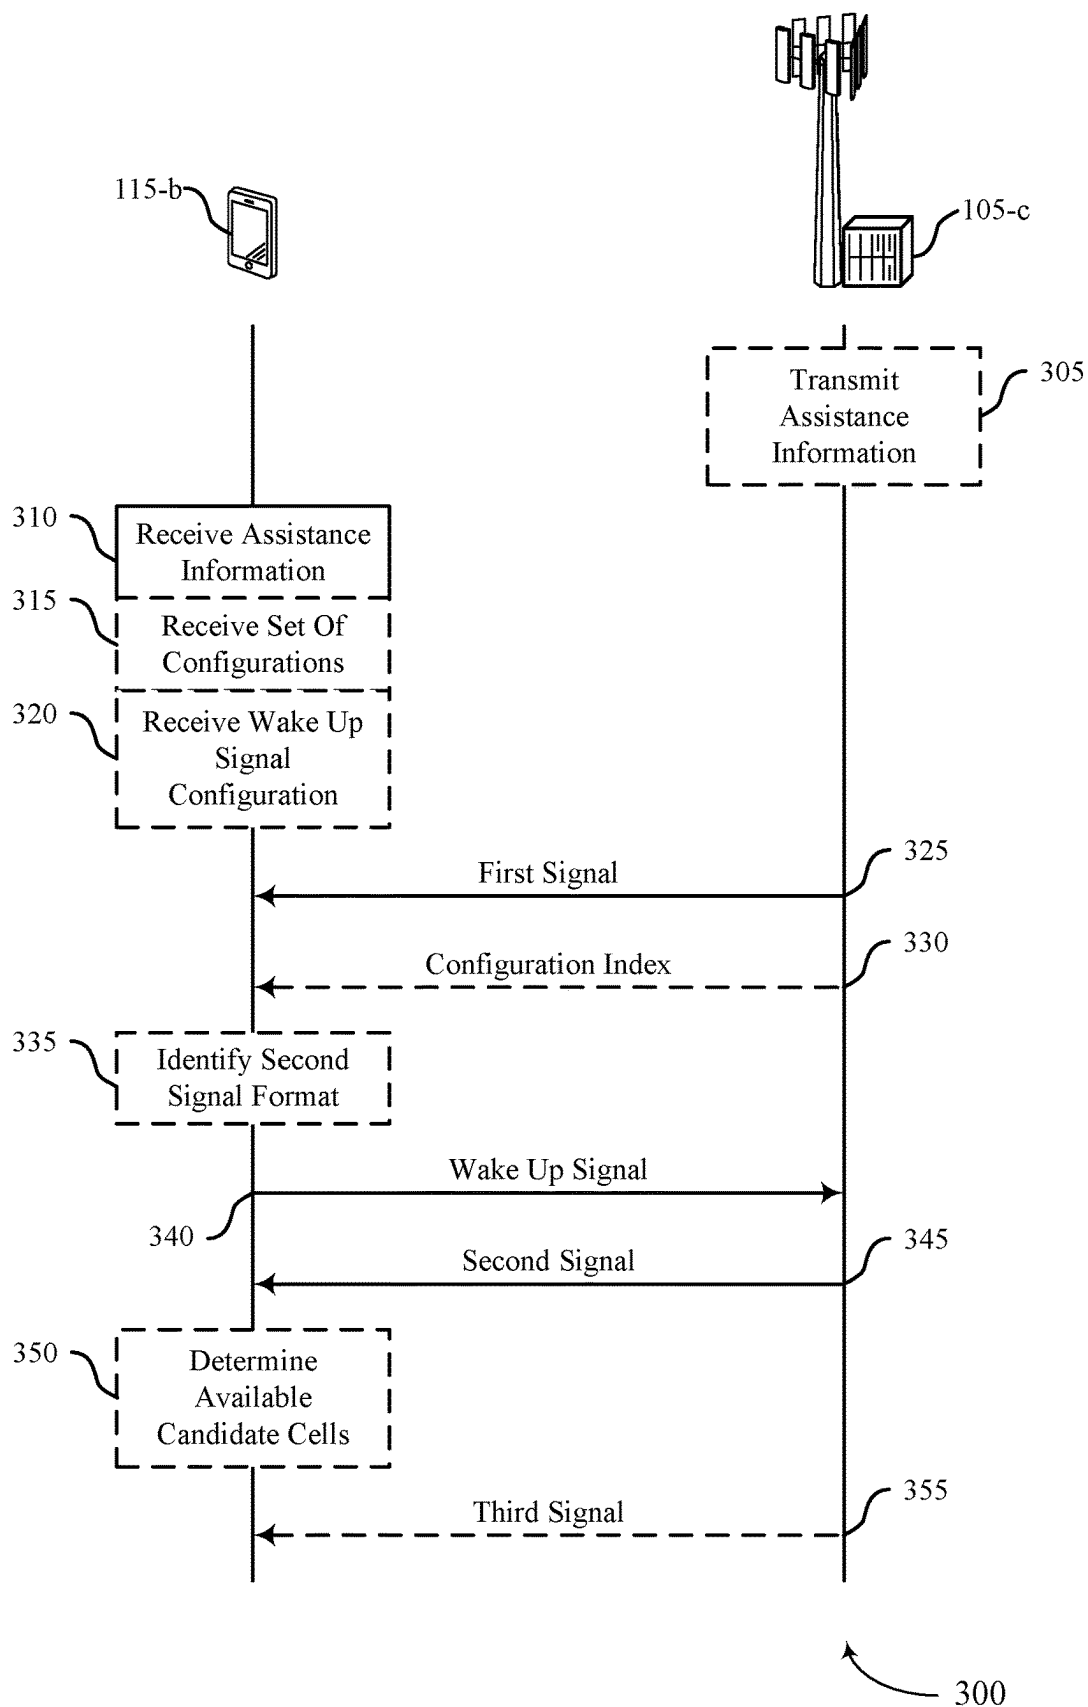 115-b
105-c
Transmit
Assistance
Information
305
310
Receive Assistance
Information
315
Receive Set Of
Configurations
320
Receive Wake Up
Signal
Configuration
First Signal
325
Configuration Index
330
335
Identify Second
Signal Format
Wake Up Signal
340
Second Signal
345
350
Determine
Available
Candidate Cells
Third Signal
355
300